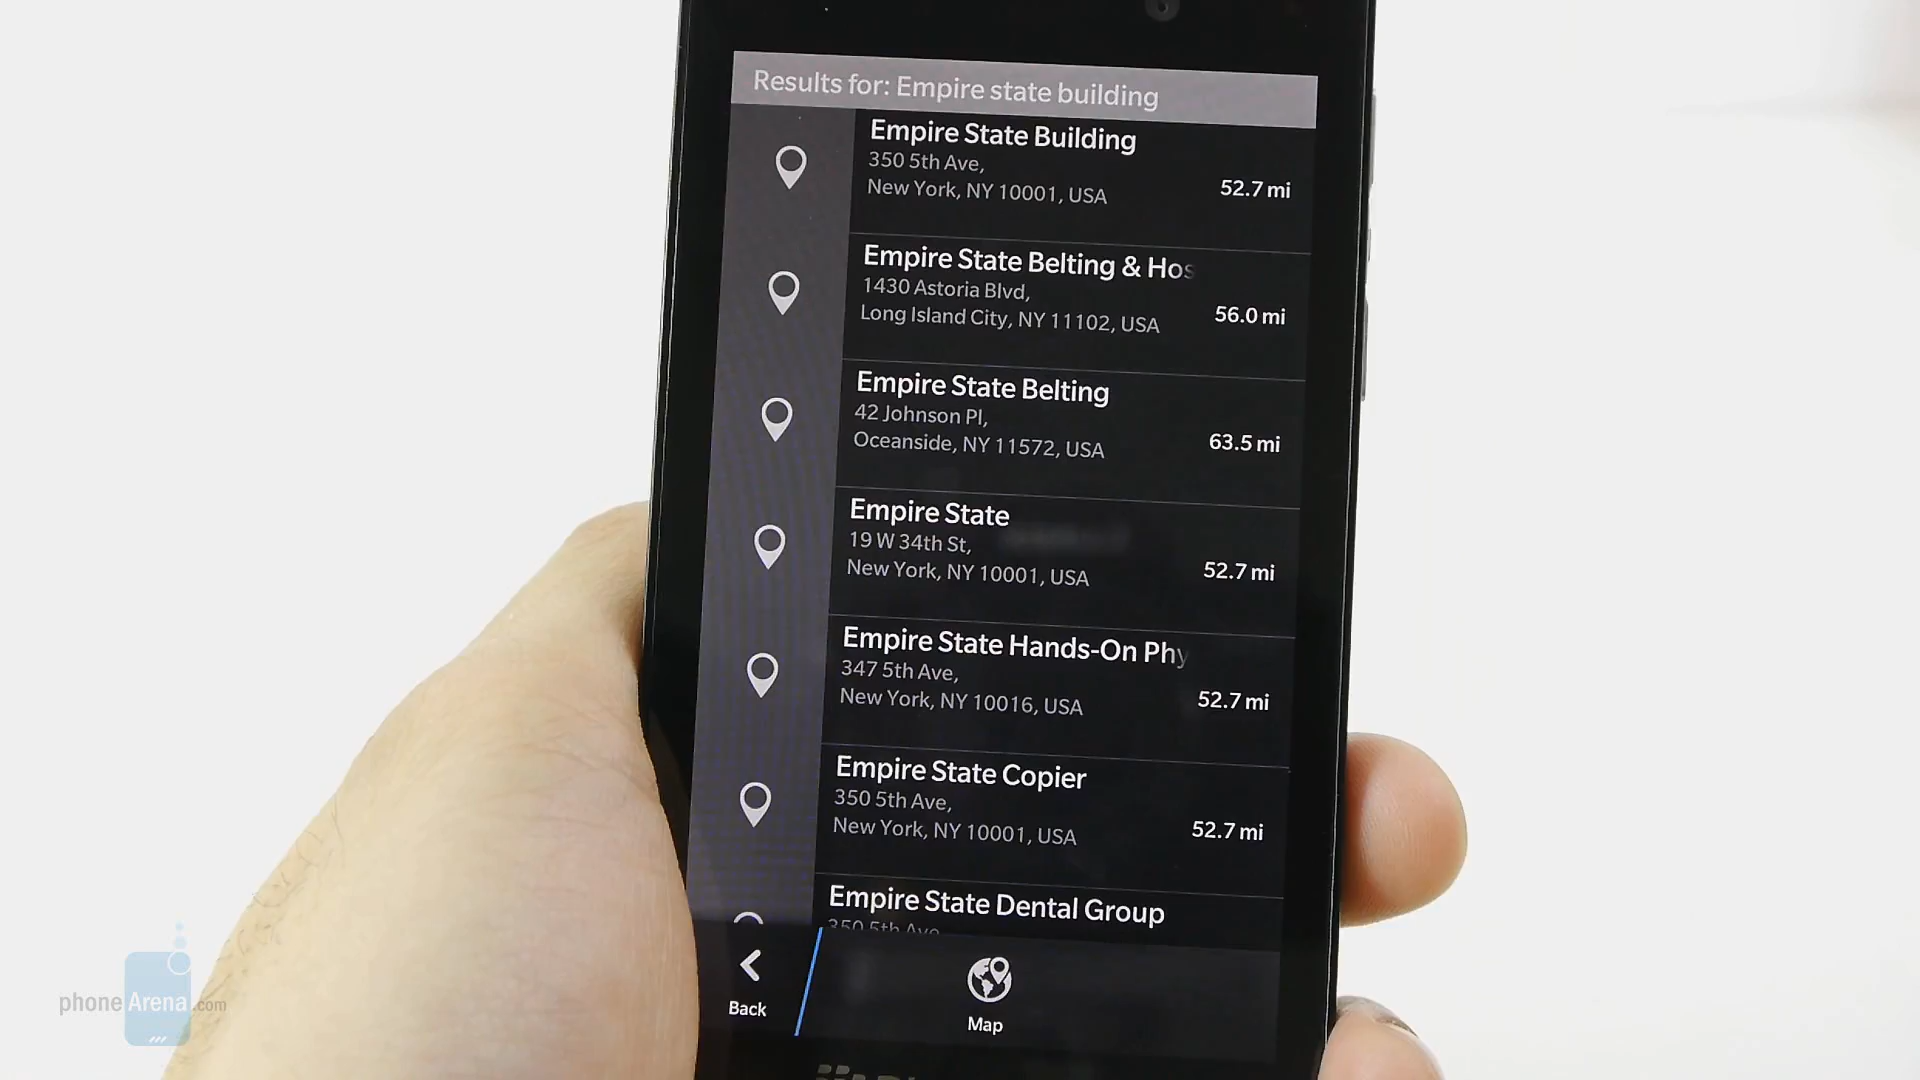 Results for: Empire state building
Empire State Building
350 5th Ave,
New York, NY 10001, USA
52.7 mi
Empire State Belting & Hos
1430 Astoria Blvd,
Long Island City, NY 11102, USA
56.0 mi
Empire State Belting
42 Johnson Pl,
Oceanside, NY 11572, USA
63.5 mi
Empire State
19 W 34th St,
New York, NY 10001, USA
52.7 mi
Empire State Hands-On Phy
347 5th Ave,
New York, NY 10016, USA
52.7 mi
Empire State Copier
350 5th Ave,
New York, NY 10001, USA
52.7 mi
Empire State Dental Group
350 5th Ave
Back
Map
phoneArena.com